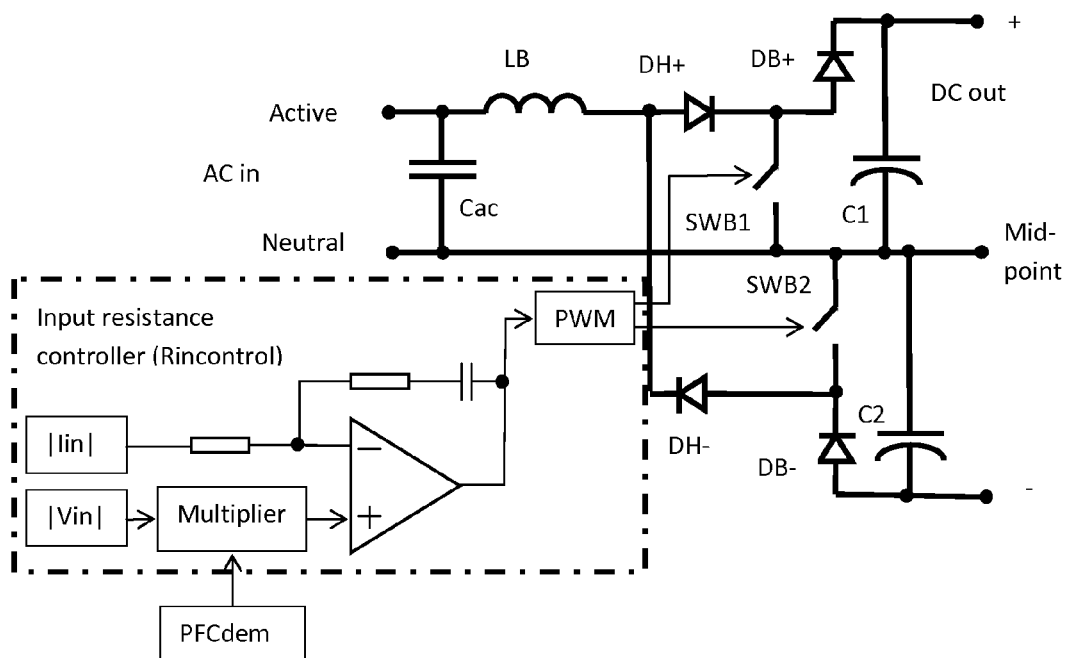 +
LB
DH+
DB+
DC out
Active
AC in
Cac
SWB1
C1
Neutral
Mid-
point
SWB2
Input resistance
controller (Rincontrol)
PWM
|Iin|
DH-
C2
DB-
-
|Vin|
Multiplier
−
+
PFCdem